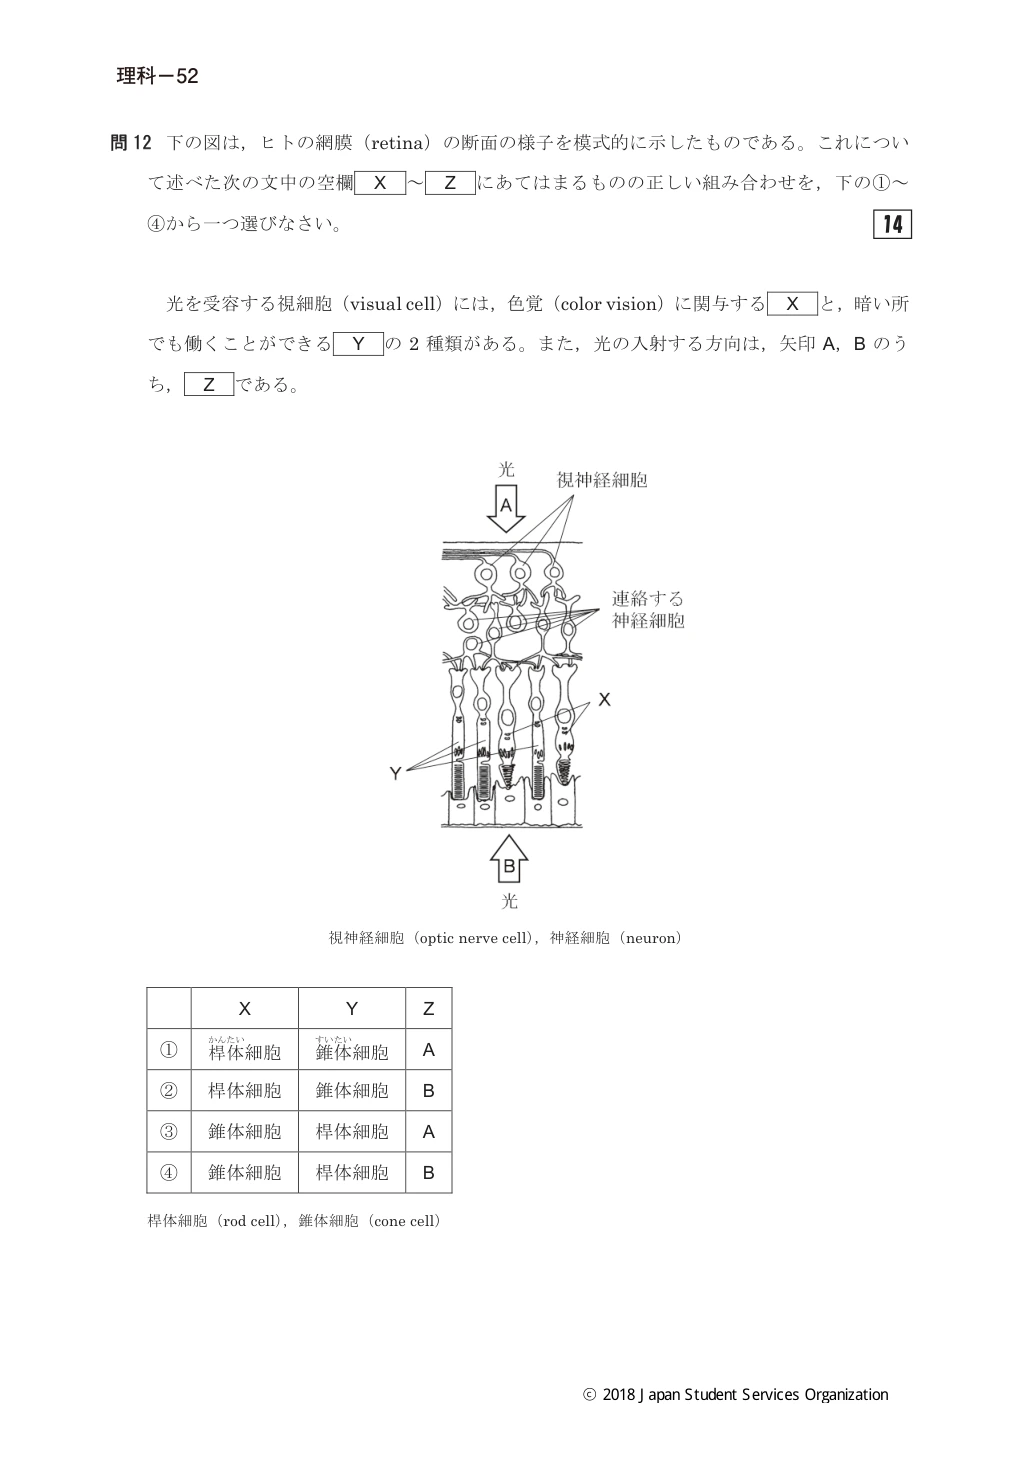 理科－52
問 12 下の図は，ヒトの網膜（retina）の断面の様子を模式的に示したものである。これについ
て述べた次の文中の空欄 X ～ Z にあてはまるものの正しい組み合わせを，下の①～
④から一つ選びなさい。 14
光を受容する視細胞（visual cell）には，色覚（color vision）に関与する X と，暗い所
でも働くことができる Y の 2 種類がある。また，光の入射する方向は，矢印 A，B のう
ち， Z である。
光
視神経細胞
A
連絡する
神経細胞
X
Y
B
光
視神経細胞（optic nerve cell），神経細胞（neuron）
X Y Z
かんたい すいたい
① 桿体細胞 錐体細胞 A
② 桿体細胞 錐体細胞 B
③ 錐体細胞 桿体細胞 A
④ 錐体細胞 桿体細胞 B
桿体細胞（rod cell），錐体細胞（cone cell）
© 2018 Japan Student Services Organization